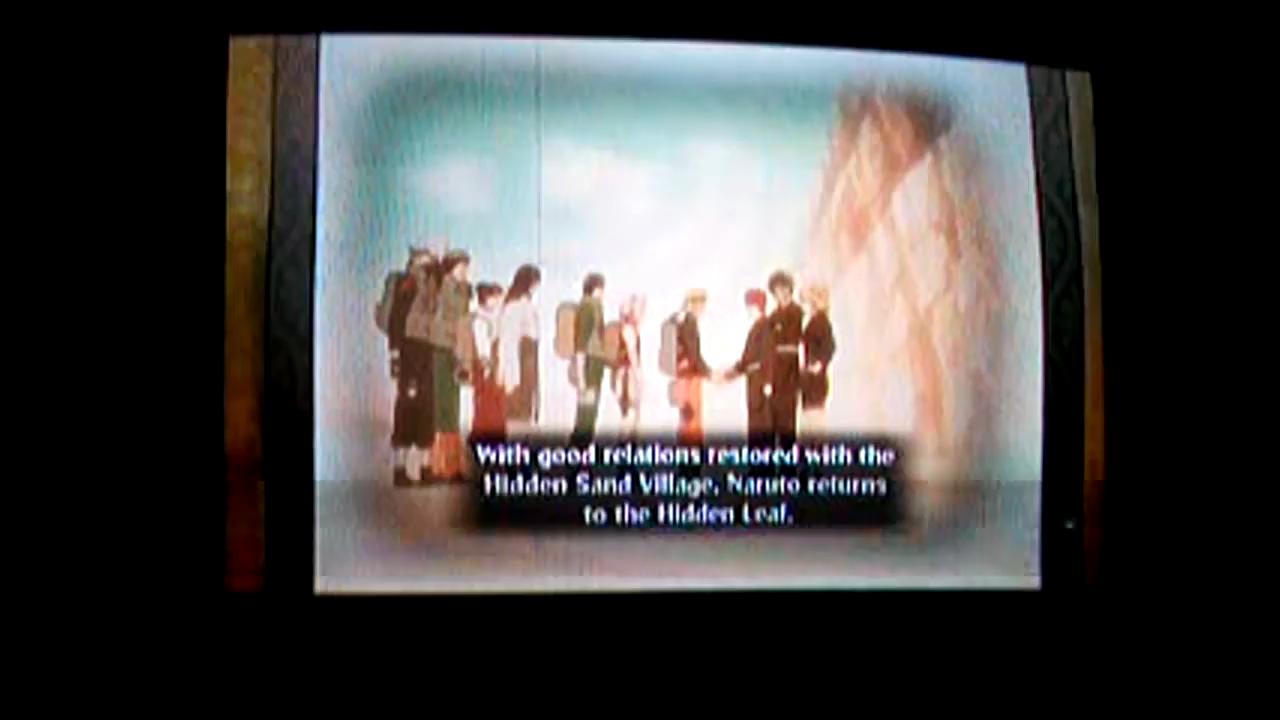 With good relations restored with the
Hidden Sand Village, Naruto returns
to the Hidden Leaf.